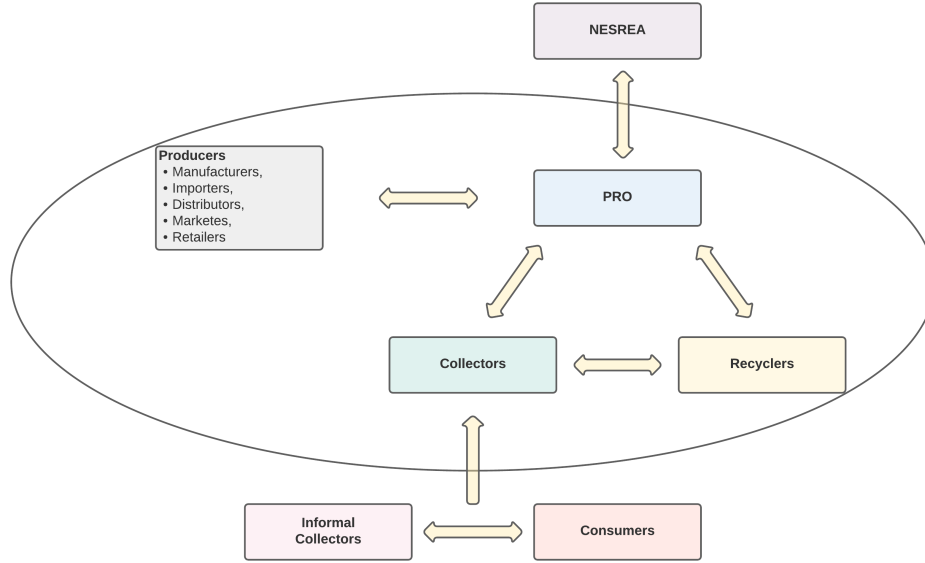 NESREA
Producers
• Manufacturers,
• Importers,
• Distributors,
• Marketes,
• Retailers
PRO
Collectors
Recyclers
Informal
Collectors
Consumers